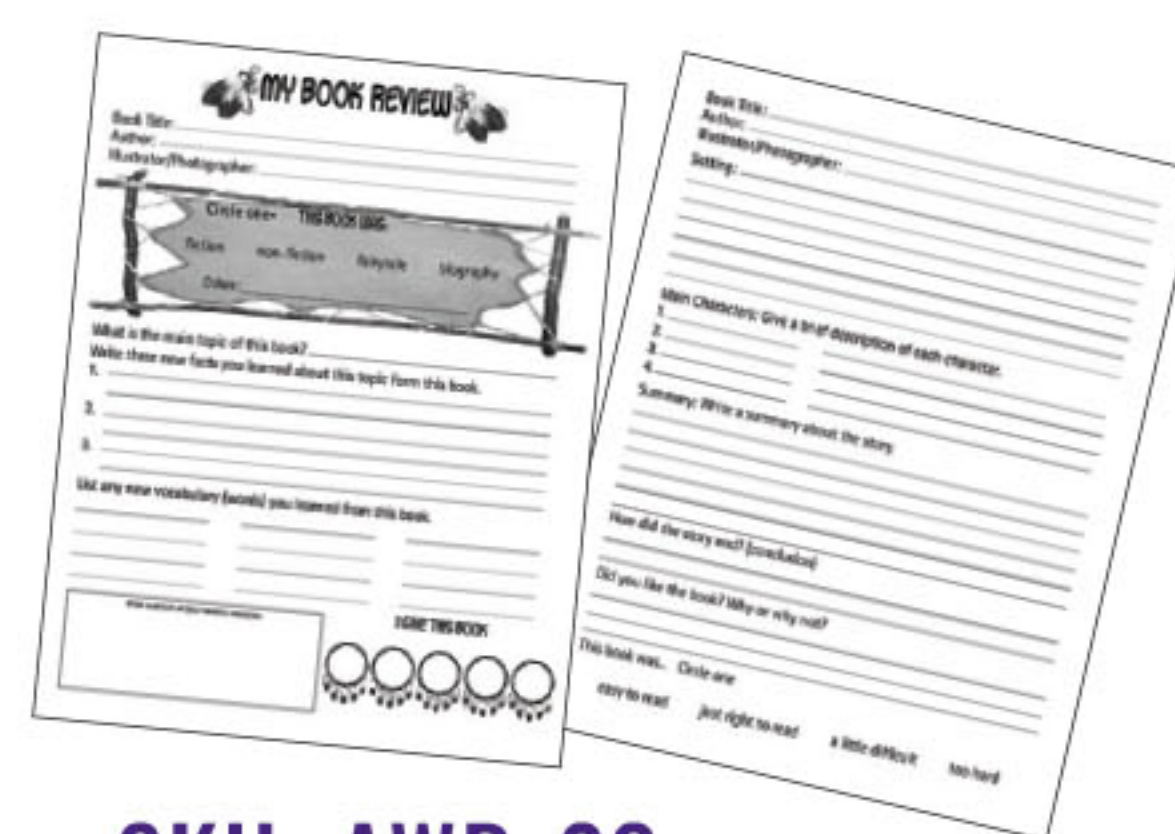 MY BOOK REVIEW
Book Title:
Author:
Illustrator/Photographer:
Circle one- THIS BOOK WAS:
fiction non-fiction fairytale biography
Other:
What is the main topic of this book?
Write three new facts you learned about this topic form this book.
1.
2.
3.
List any new vocabulary (words) you learned from this book.
I GIVE THIS BOOK
Book Title:
Author:
Illustrator/Photographer:
Setting:
Main Characters: Give a brief description of each character.
1.
2.
3.
4.
Summary: Write a summary about the story.
How did the story end? (conclusion)
Did you like the book? Why or why not?
This book was.. Circle one
easy to read just right to read a little difficult too hard